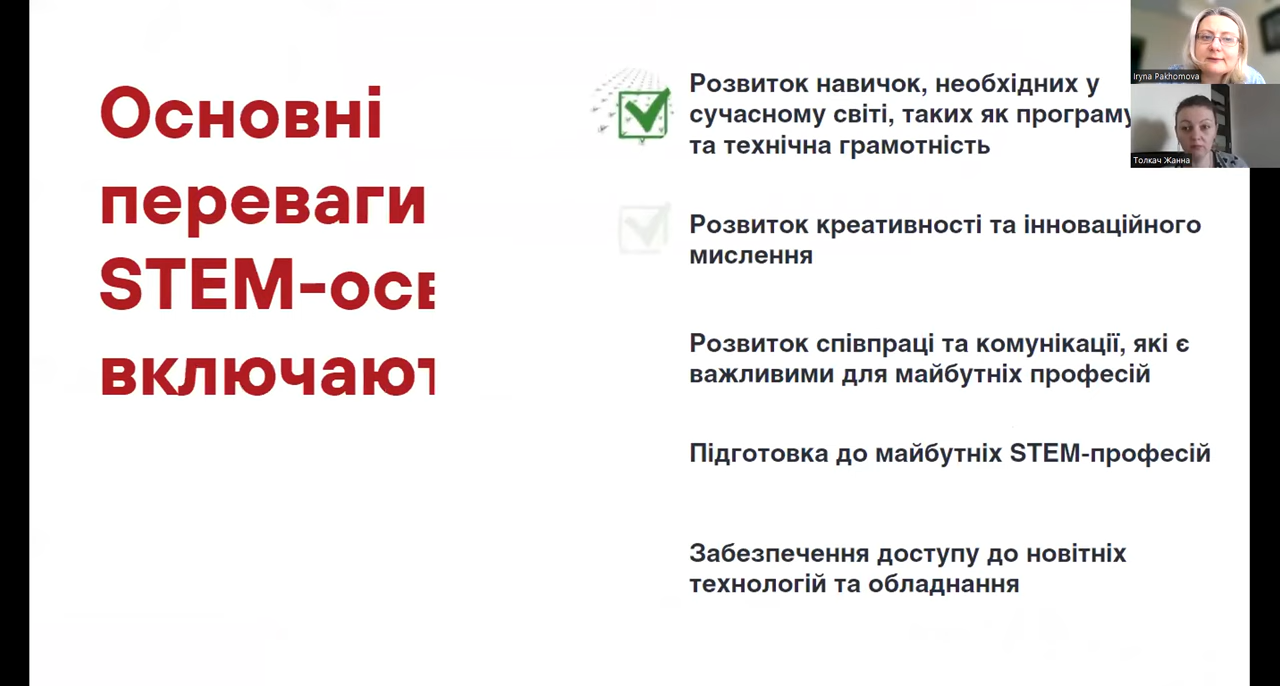 Основні
переваги
STEM-осв
включают
Розвиток навичок, необхідних у
сучасному світі, таких як програму
та технічна грамотність
Розвиток креативності та інноваційного
мислення
Розвиток співпраці та комунікації, які є
важливими для майбутніх професій
Підготовка до майбутніх STEM-професій
Забезпечення доступу до новітніх
технологій та обладнання
Iryna Pakhomova
Толкач Жанна